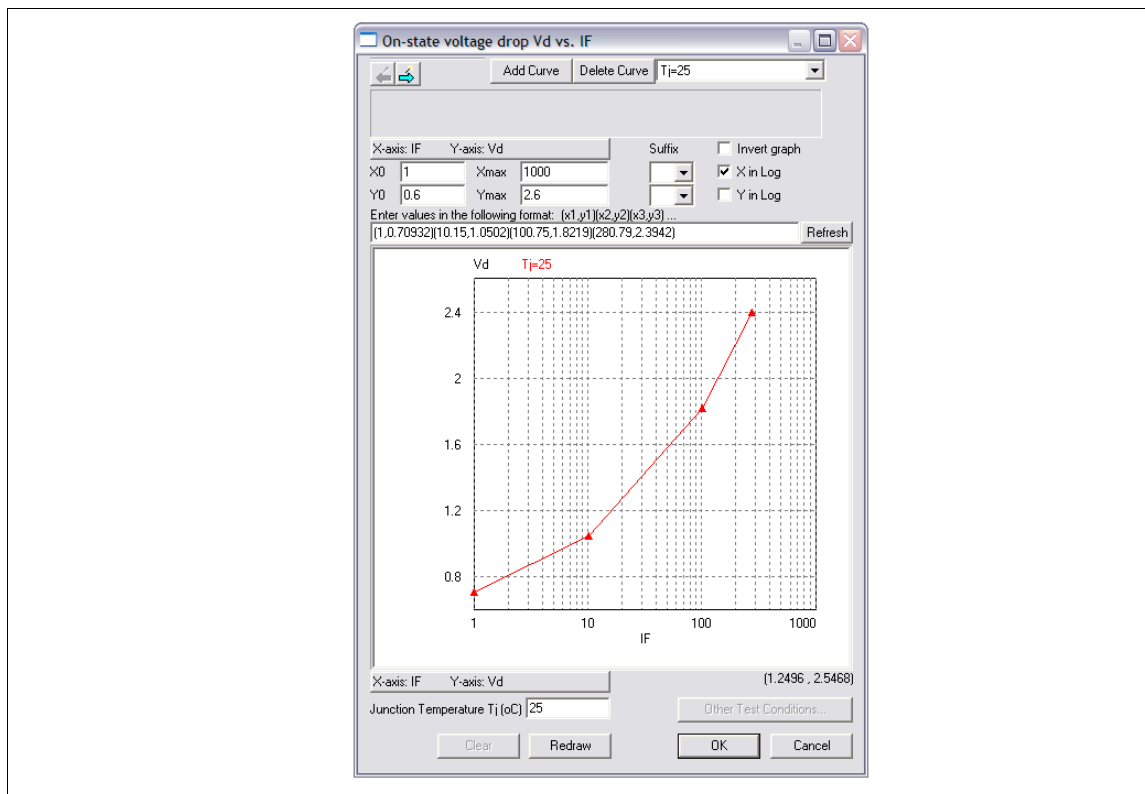 On-state voltage drop Vd vs. IF
Add Curve Delete Curve Tj=25
X-axis: IF Y-axis: Vd Suffix Invert graph
X0 1 Xmax 1000 X in Log
Y0 0.6 Ymax 2.6 Y in Log
Enter values in the following format: (x1,y1)(x2,y2)(x3,y3) ...
(1,0.70932)(10.15,1.0502)(100.75,1.8219)(280.79,2.3942) Refresh
Vd Tj=25
2.4
2
1.6
1.2
0.8
1 10 100 1000
IF
X-axis: IF Y-axis: Vd (1.2496 , 2.5468)
Junction Temperature Tj (oC) 25 Other Test Conditions...
Clear Redraw OK Cancel